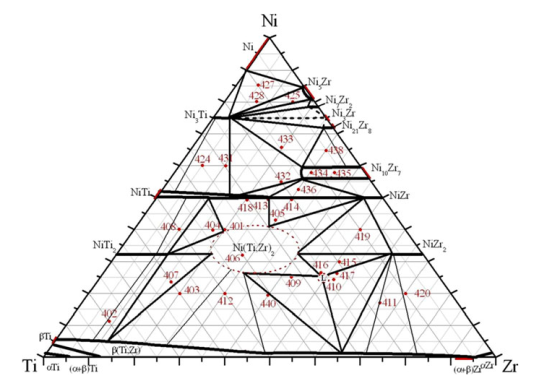 Ni
Ni
Ni5Zr
427
428 425
Ni7Zr2
Ni3Ti
Ni3Zr
Ni21Zr8
433
438
424 431
Ni10Zr7
434 435
432
436
NiTi
NiZr
418 413 414
405
408 404 401
419
NiTi2
Ni(Ti,Zr)2
NiZr2
406
416 415
407
409
417
410
403 412 440
411 420
402
βTi
β(Ti,Zr)
Ti αTi (α+β)Ti
(α+β)Zr αZr Zr